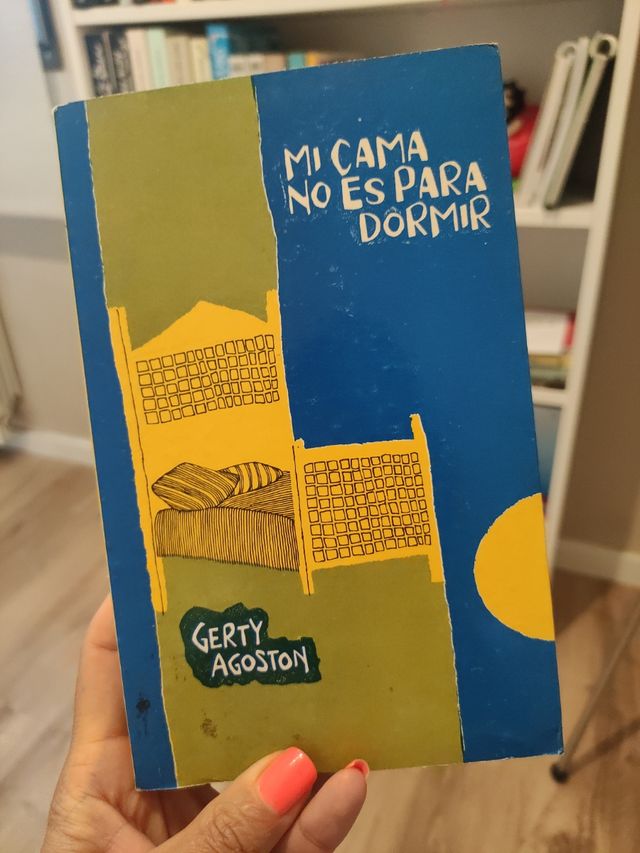 MI CAMA
NO ES PARA
DORMIR
GERTY
AGOSTON